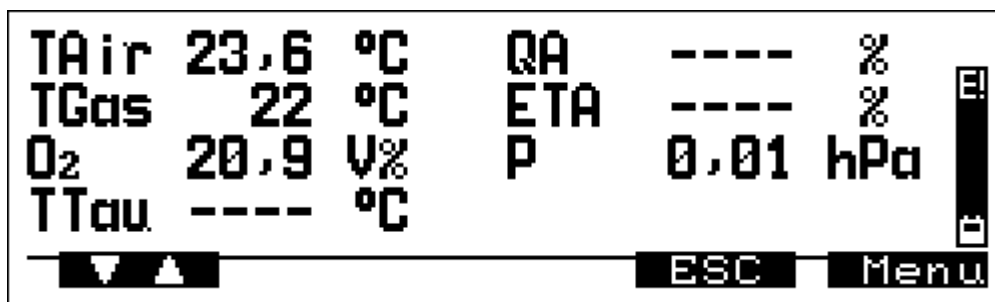 TAir 23,6 °C QA ---- %
TGas 22 °C ETA ---- %
O₂ 20,9 V% P 0,01 hPa
TTau ---- °C
ESC Menu